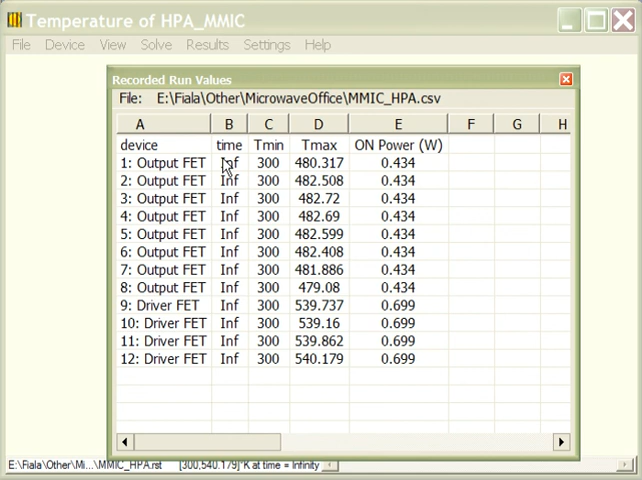 Temperature of HPA_MMIC
File Device View Solve Results Settings Help
Recorded Run Values
File: E:\Fiala\Other\MicrowaveOffice\MMIC_HPA.csv
A B C D E F G H
device time Tmin Tmax ON Power (W)
1: Output FET Inf 300 480.317 0.434
2: Output FET Inf 300 482.508 0.434
3: Output FET Inf 300 482.72 0.434
4: Output FET Inf 300 482.69 0.434
5: Output FET Inf 300 482.599 0.434
6: Output FET Inf 300 482.408 0.434
7: Output FET Inf 300 481.886 0.434
8: Output FET Inf 300 479.08 0.434
9: Driver FET Inf 300 539.737 0.699
10: Driver FET Inf 300 539.16 0.699
11: Driver FET Inf 300 539.862 0.699
12: Driver FET Inf 300 540.179 0.699
E:\Fiala\Other\Mi...\MMIC_HPA.rst [300,540.179]°K at time = Infinity